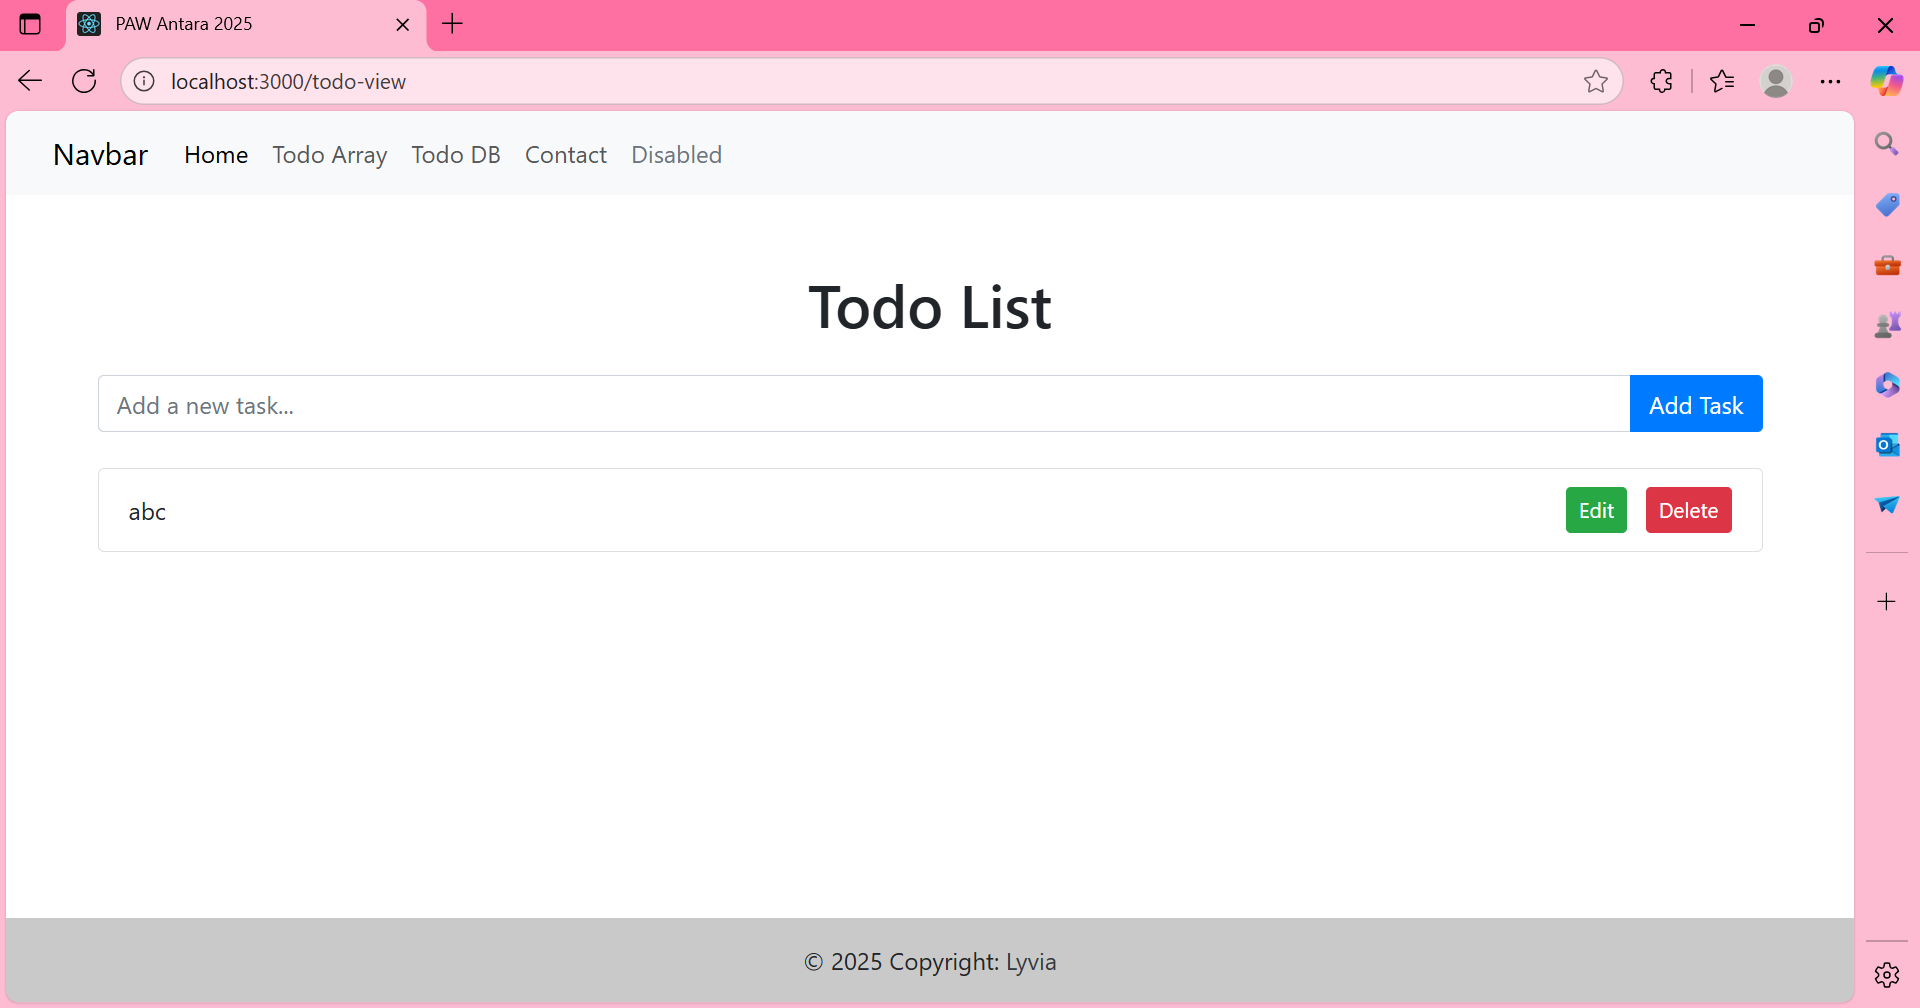 PAW Antara 2025
localhost:3000/todo-view
Navbar Home Todo Array Todo DB Contact Disabled
Todo List
Add a new task... Add Task
abc Edit Delete
© 2025 Copyright: Lyvia